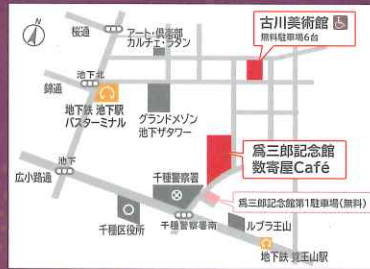 古川美術館
無料駐車場6台
桜通
アート・倶楽部
カルチェ・ラタン
N
池下北
錦通
地下鉄 池下駅
バスターミナル
グランドメゾン
池下ザタワー
爲三郎記念館
数寄屋Café
池下
広小路通
千種警察署
爲三郎記念館第1駐車場(無料)
千種区役所
千種警察署南
ルブラ王山
地下鉄 覚王山駅